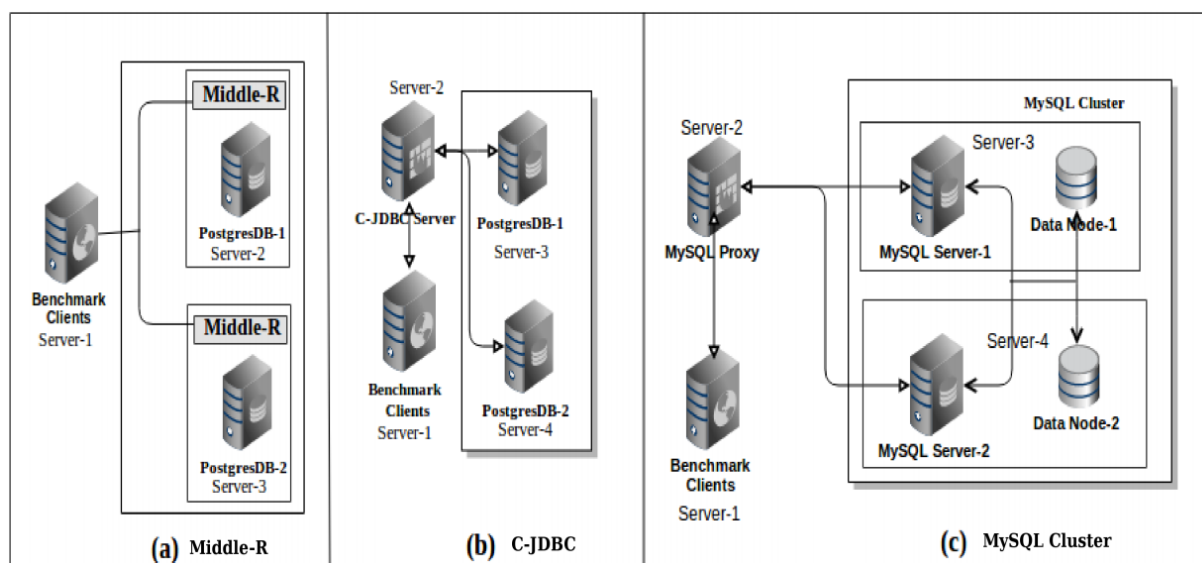 Middle-R
PostgresDB-1
Server-2
Benchmark
Clients
Server-1
Middle-R
PostgresDB-2
Server-3
(a) Middle-R
Server-2
C-JDBC Server
PostgresDB-1
Server-3
Benchmark
Clients
Server-1
PostgresDB-2
Server-4
(b) C-JDBC
MySQL Cluster
Server-2
MySQL Proxy
Server-3
MySQL Server-1
Data Node-1
Server-4
MySQL Server-2
Data Node-2
Benchmark
Clients
Server-1
(c) MySQL Cluster